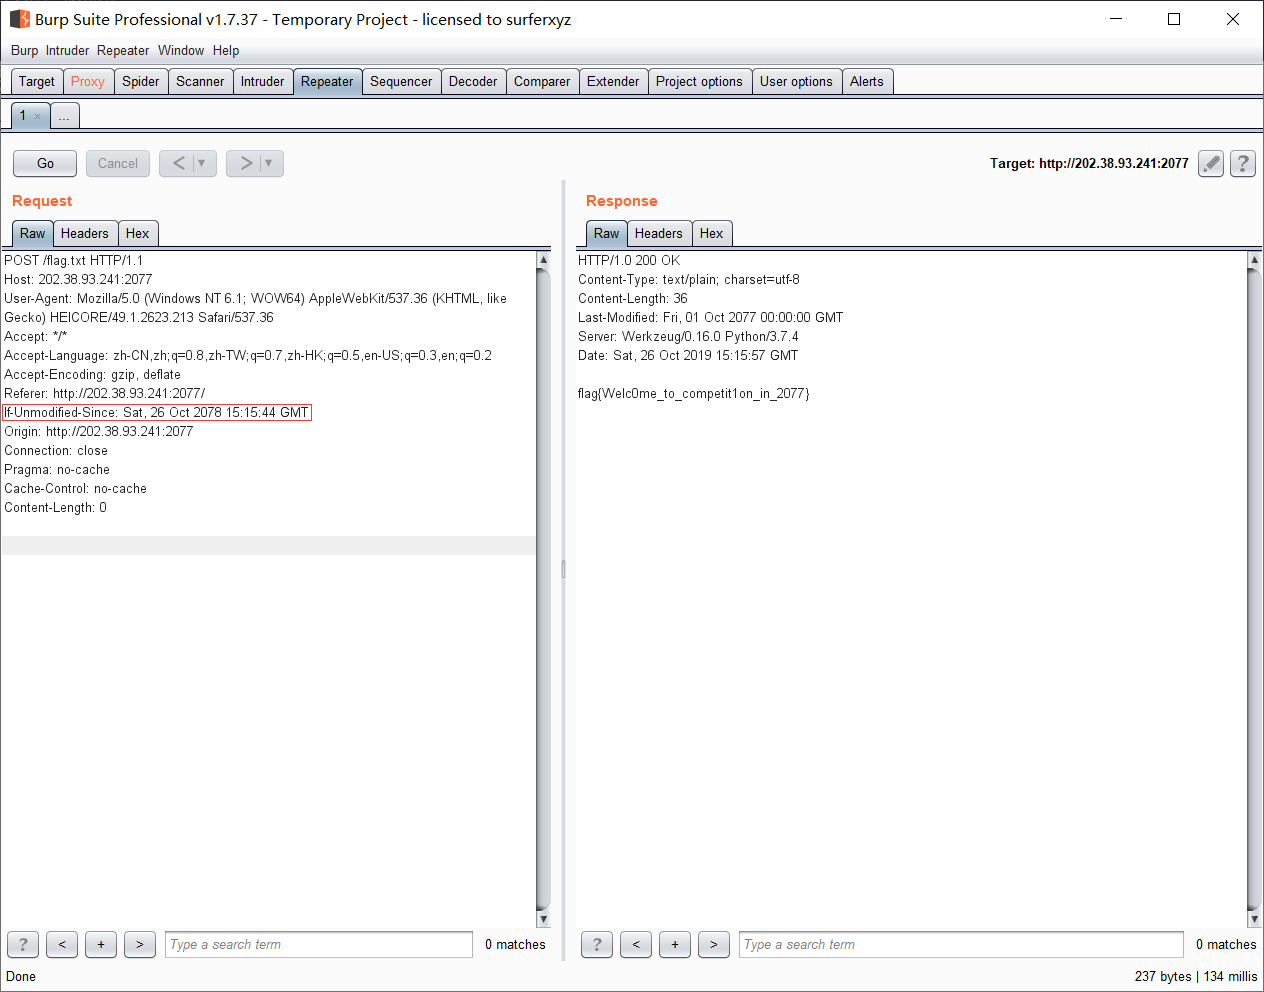 Burp Suite Professional v1.7.37 - Temporary Project - licensed to surferxyz
Burp Intruder Repeater Window Help
Target Proxy Spider Scanner Intruder Repeater Sequencer Decoder Comparer Extender Project options User options Alerts
1 × ...
Go Cancel < > Target: http://202.38.93.241:2077 ?
Request
Raw Headers Hex
POST /flag.txt HTTP/1.1
Host: 202.38.93.241:2077
User-Agent: Mozilla/5.0 (Windows NT 6.1; WOW64) AppleWebKit/537.36 (KHTML, like
Gecko) HEICORE/49.1.2623.213 Safari/537.36
Accept: */*
Accept-Language: zh-CN,zh;q=0.8,zh-TW;q=0.7,zh-HK;q=0.5,en-US;q=0.3,en;q=0.2
Accept-Encoding: gzip, deflate
Referer: http://202.38.93.241:2077/
If-Unmodified-Since: Sat, 26 Oct 2078 15:15:44 GMT
Origin: http://202.38.93.241:2077
Connection: close
Pragma: no-cache
Cache-Control: no-cache
Content-Length: 0
? < + > Type a search term 0 matches
Response
Raw Headers Hex
HTTP/1.0 200 OK
Content-Type: text/plain; charset=utf-8
Content-Length: 36
Last-Modified: Fri, 01 Oct 2077 00:00:00 GMT
Server: Werkzeug/0.16.0 Python/3.7.4
Date: Sat, 26 Oct 2019 15:15:57 GMT
flag{Welc0me_to_competit1on_in_2077}
? < + > Type a search term 0 matches
Done 237 bytes | 134 millis